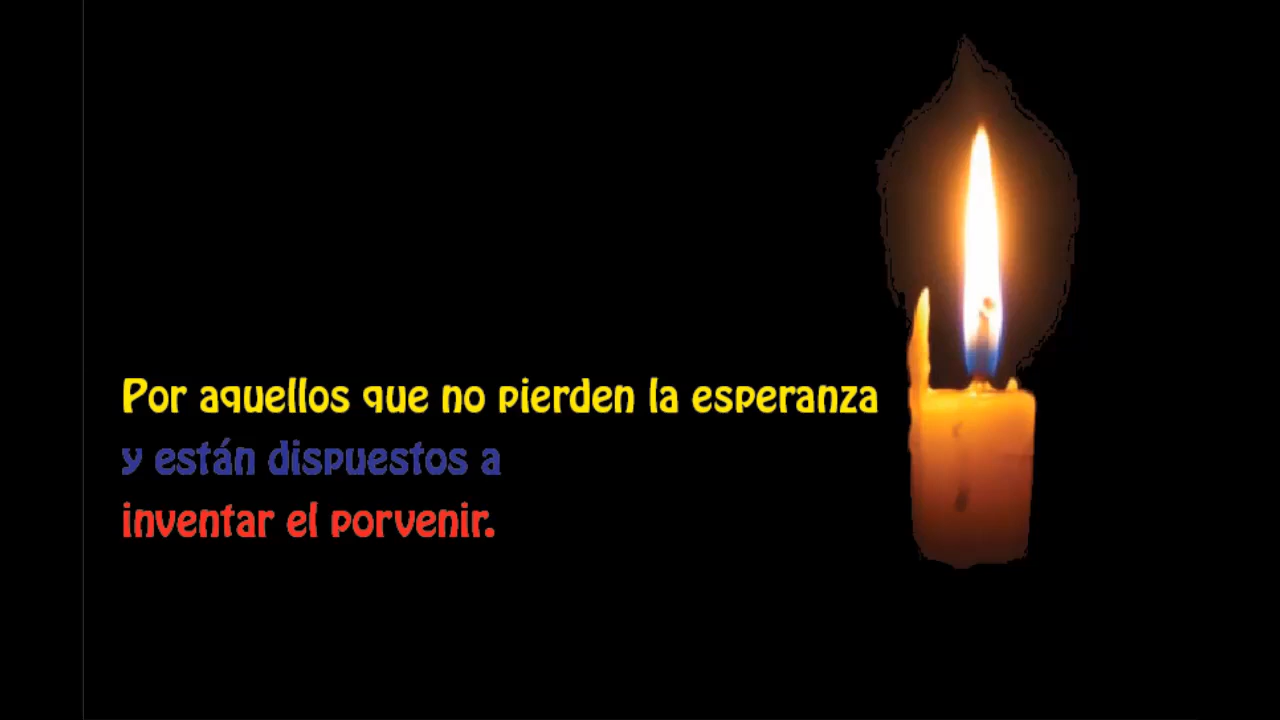 Por aquellos que no pierden la esperanza
y están dispuestos a
inventar el porvenir.